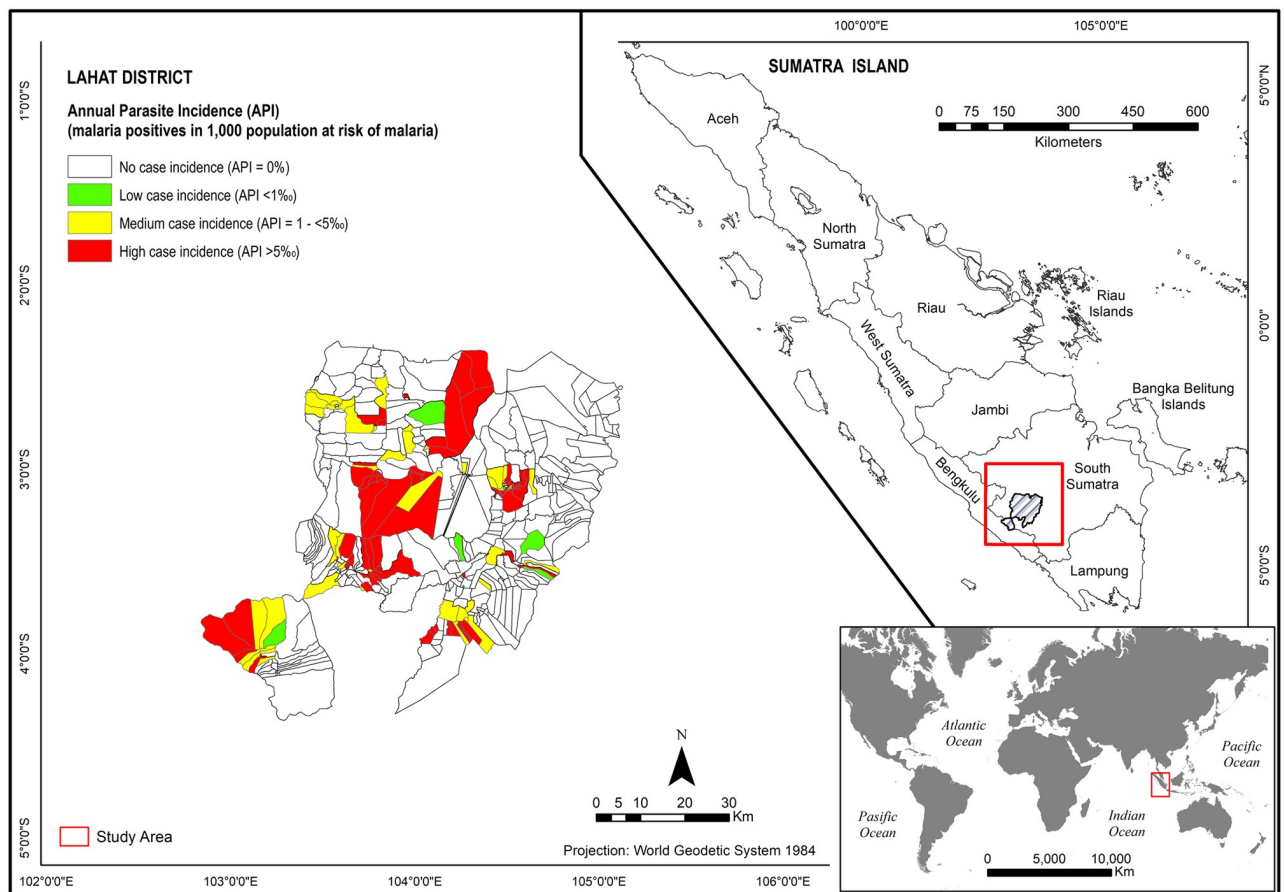 100°0'0"E
105°0'0"E
LAHAT DISTRICT
Annual Parasite Incidence (API)
(malaria positives in 1,000 population at risk of malaria)
No case incidence (API = 0%)
Low case incidence (API <1‰)
Medium case incidence (API = 1 - <5‰)
High case incidence (API >5‰)
1°0'0"S
2°0'0"S
3°0'0"S
4°0'0"S
5°0'0"S
SUMATRA ISLAND
0 75 150 300 450 600
Kilometers
5°0'0"N
0°0'0"
5°0'0"S
Aceh
North
Sumatra
Riau
Riau
Islands
West Sumatra
Jambi
Bangka Belitung
Islands
Bengkulu
South
Sumatra
Lampung
N
0 5 10 20 30
Km
Study Area
Projection: World Geodetic System 1984
102°0'0"E
103°0'0"E
104°0'0"E
105°0'0"E
106°0'0"E
Atlantic
Ocean
Pacific
Ocean
Pasific
Ocean
Indian
Ocean
0 5,000 10,000
Km